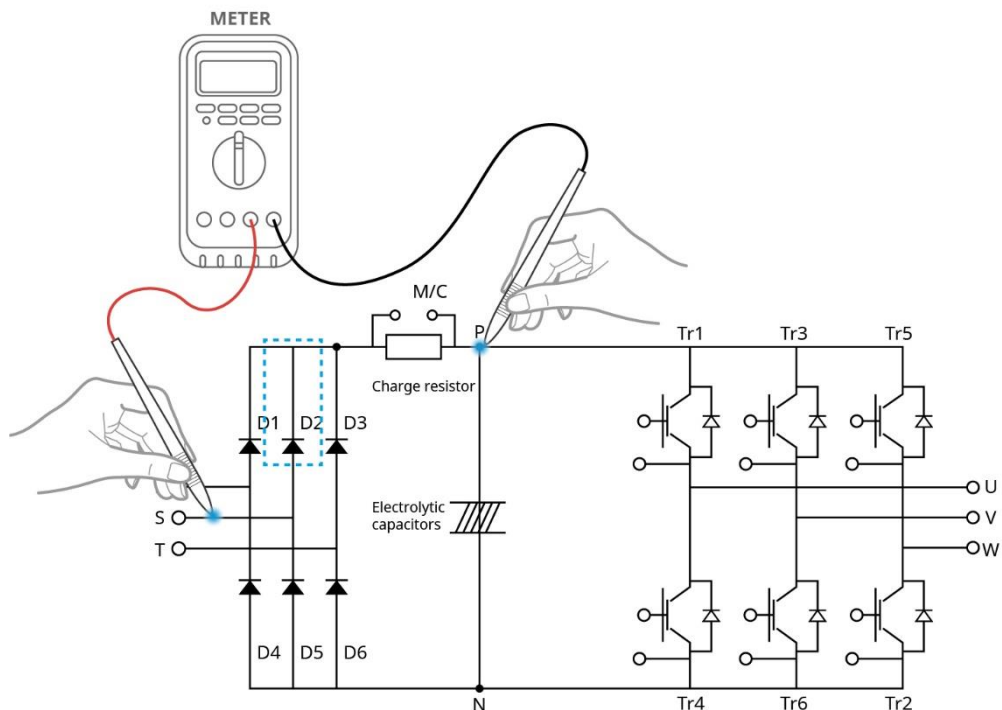 METER
M/C
P
Tr1
Tr3
Tr5
Charge resistor
D1
D2
D3
Electrolytic
capacitors
S
T
U
V
W
D4
D5
D6
N
Tr4
Tr6
Tr2